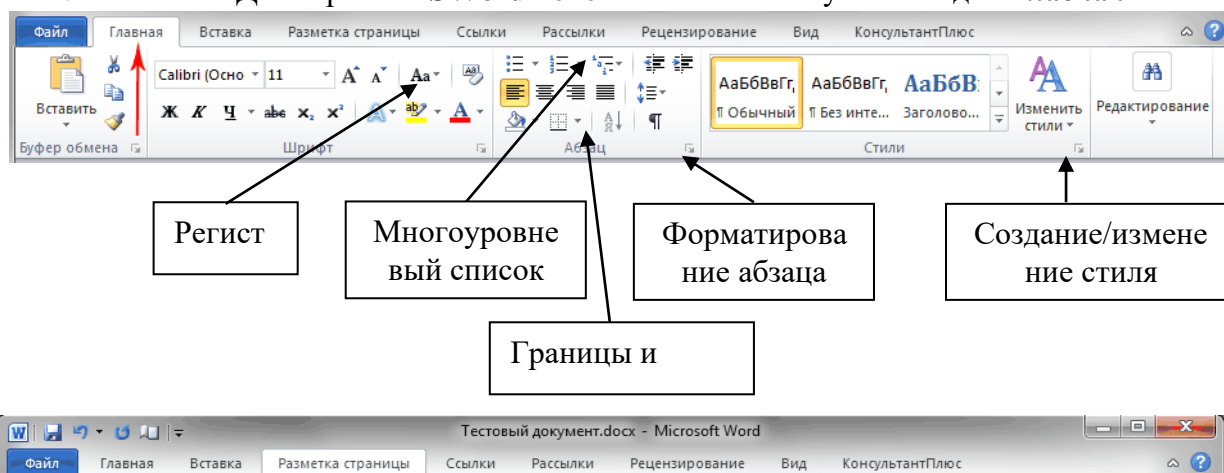 Файл Главная Вставка Разметка страницы Ссылки Рассылки Рецензирование Вид КонсультантПлюс
Calibri (Осно 11 A A Aa
Вставить
Ж К Ч abc x₂ x² A ab A
АаБбВвГг, АаБбВвГг, АаБбВ
¶ Обычный ¶ Без инте... Заголово...
Изменить стили
Редактирование
Буфер обмена Шрифт Абзац Стили
Регист
Многоуровне
вый список
Форматирова
ние абзаца
Создание/измене
ние стиля
Границы и
Тестовый документ.docx - Microsoft Word
Файл Главная Вставка Разметка страницы Ссылки Рассылки Рецензирование Вид КонсультантПлюс